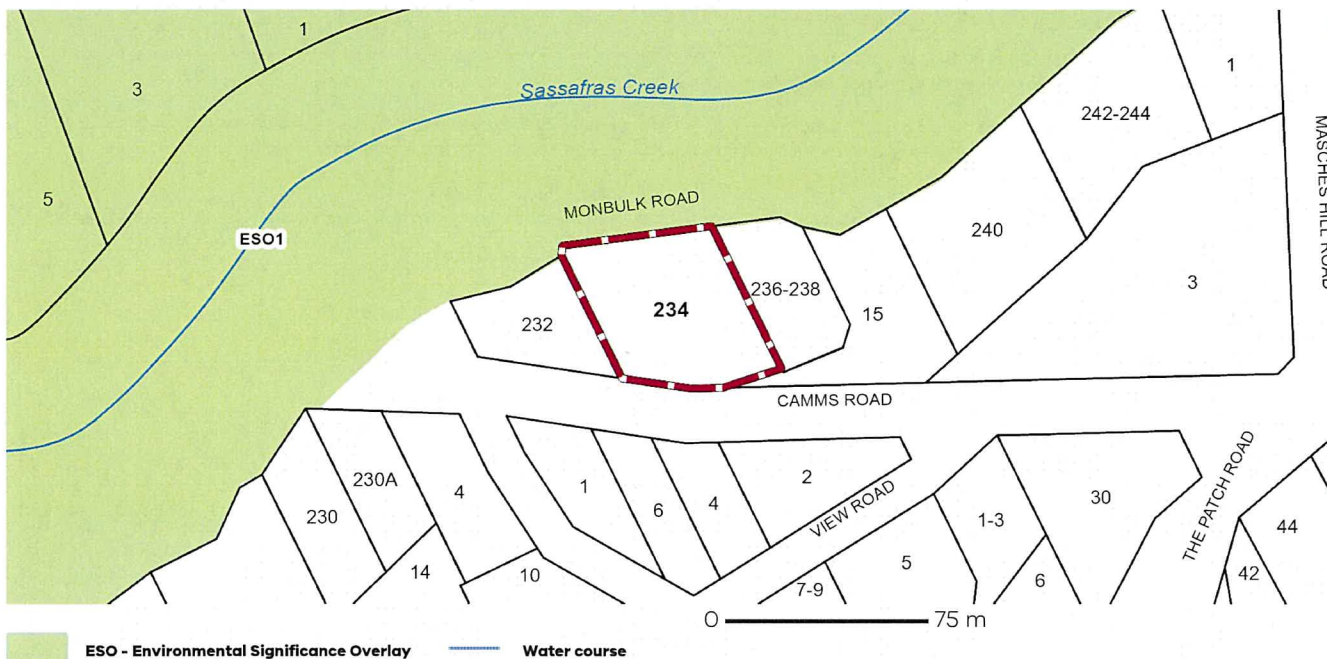 1
3
1
Sassafras Creek
242-244
MASCHES HILL ROAD
5
MONBULK ROAD
ESO1
240
3
236-238
232
234
15
CAMMS ROAD
230A
1
2
4
6
4
30
230
VIEW ROAD
1-3
THE PATCH ROAD
44
14
10
5
7-9
6
42
0 75 m
ESO - Environmental Significance Overlay Water course